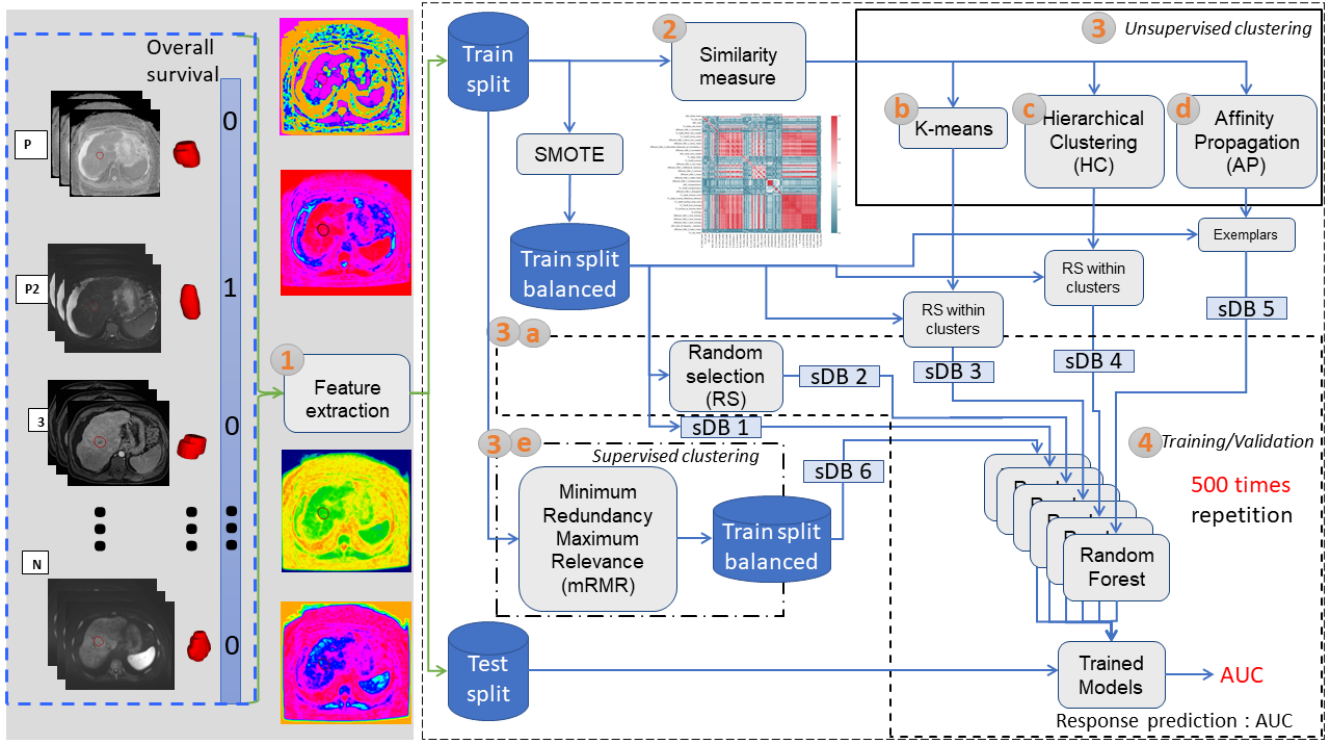 Overall
survival
P
0
P2
1
3
0
N
0
1
Feature
extraction
Train
split
2
Similarity
measure
3
Unsupervised clustering
b
K-means
c
Hierarchical
Clustering
(HC)
d
Affinity
Propagation
(AP)
SMOTE
Train split
balanced
Exemplars
RS within
clusters
RS within
clusters
sDB 5
3 a
Random
selection
(RS)
sDB 2
sDB 3
sDB 4
sDB 1
3 e
Supervised clustering
sDB 6
Minimum
Redundancy
Maximum
Relevance
(mRMR)
Train split
balanced
4
Training/Validation
500 times
repetition
Random
Forest
Test
split
Trained
Models
AUC
Response prediction : AUC